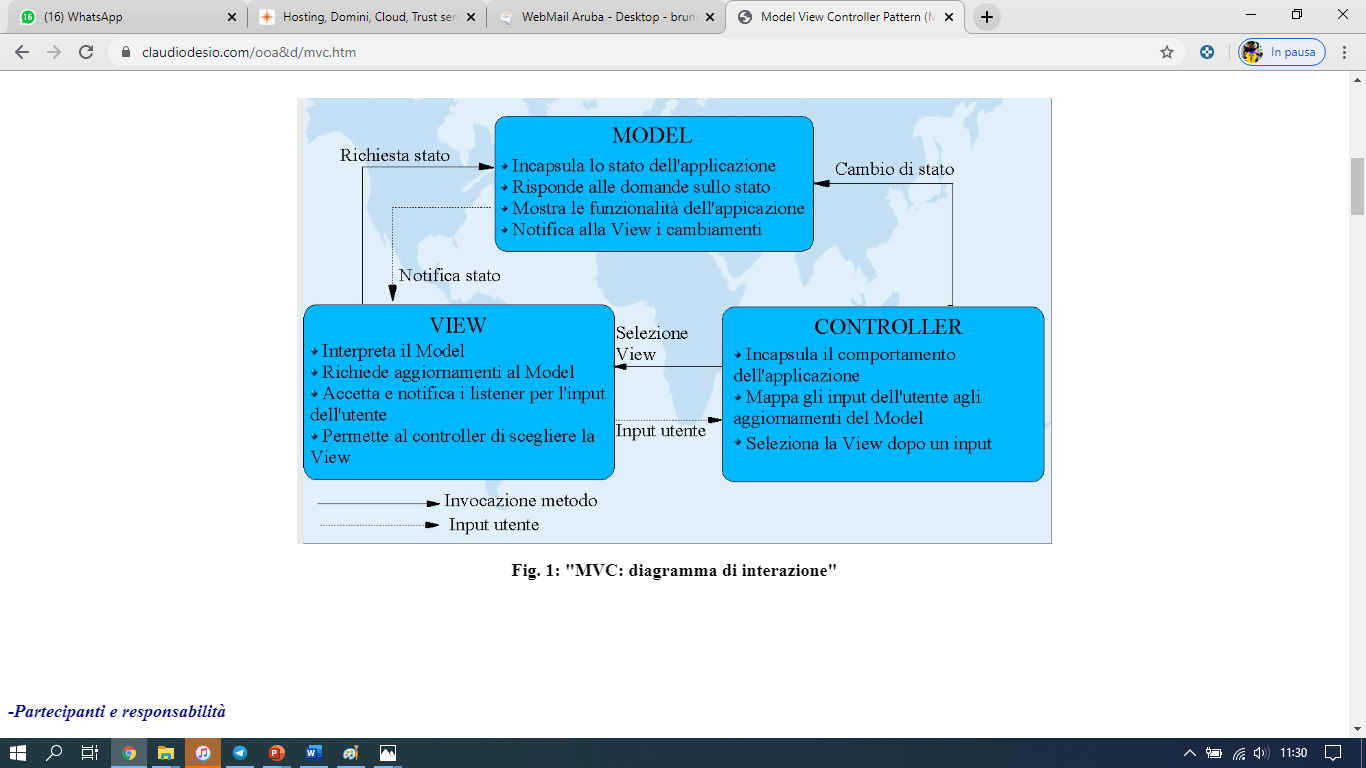 (16) WhatsApp
Hosting, Domini, Cloud, Trust ser
WebMail Aruba - Desktop - brun
Model View Controller Pattern (M
claudiodesio.com/ooa&d/mvc.htm
In pausa
MODEL
Incapsula lo stato dell'applicazione
Risponde alle domande sullo stato
Mostra le funzionalità dell'appicazione
Notifica alla View i cambiamenti
Richiesta stato
Cambio di stato
Notifica stato
VIEW
Interpreta il Model
Richiede aggiornamenti al Model
Accetta e notifica i listener per l'input
dell'utente
Permette al controller di scegliere la
View
Selezione
View
Input utente
CONTROLLER
Incapsula il comportamento
dell'applicazione
Mappa gli input dell'utente agli
aggiornamenti del Model
Seleziona la View dopo un input
Invocazione metodo
Input utente
Fig. 1: "MVC: diagramma di interazione"
-Partecipanti e responsabilità
11:30